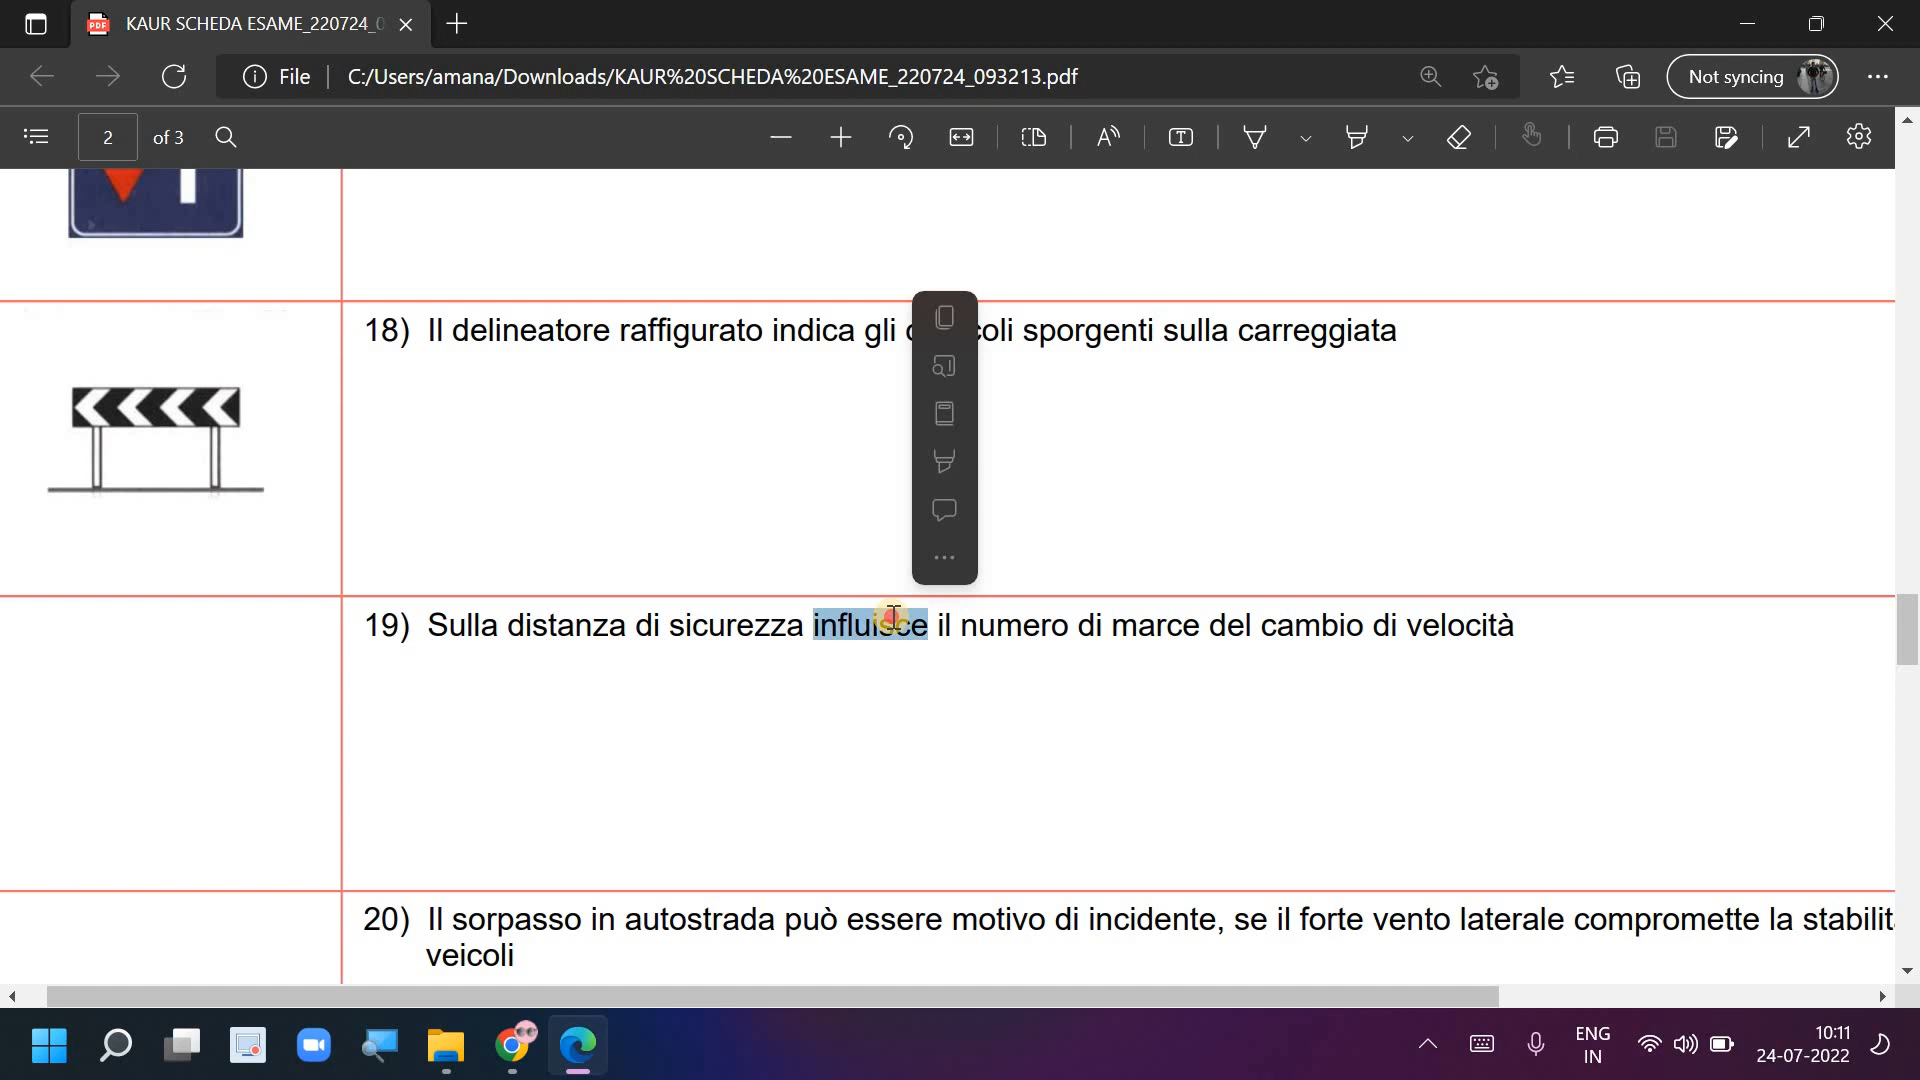 KAUR SCHEDA ESAME_220724_0
File
C:/Users/amana/Downloads/KAUR%20SCHEDA%20ESAME_220724_093213.pdf
Not syncing
2 of 3
18) Il delineatore raffigurato indica gli coli sporgenti sulla carreggiata
19) Sulla distanza di sicurezza influisce il numero di marce del cambio di velocità
20) Il sorpasso in autostrada può essere motivo di incidente, se il forte vento laterale compromette la stabilit
veicoli
ENG
IN
10:11
24-07-2022